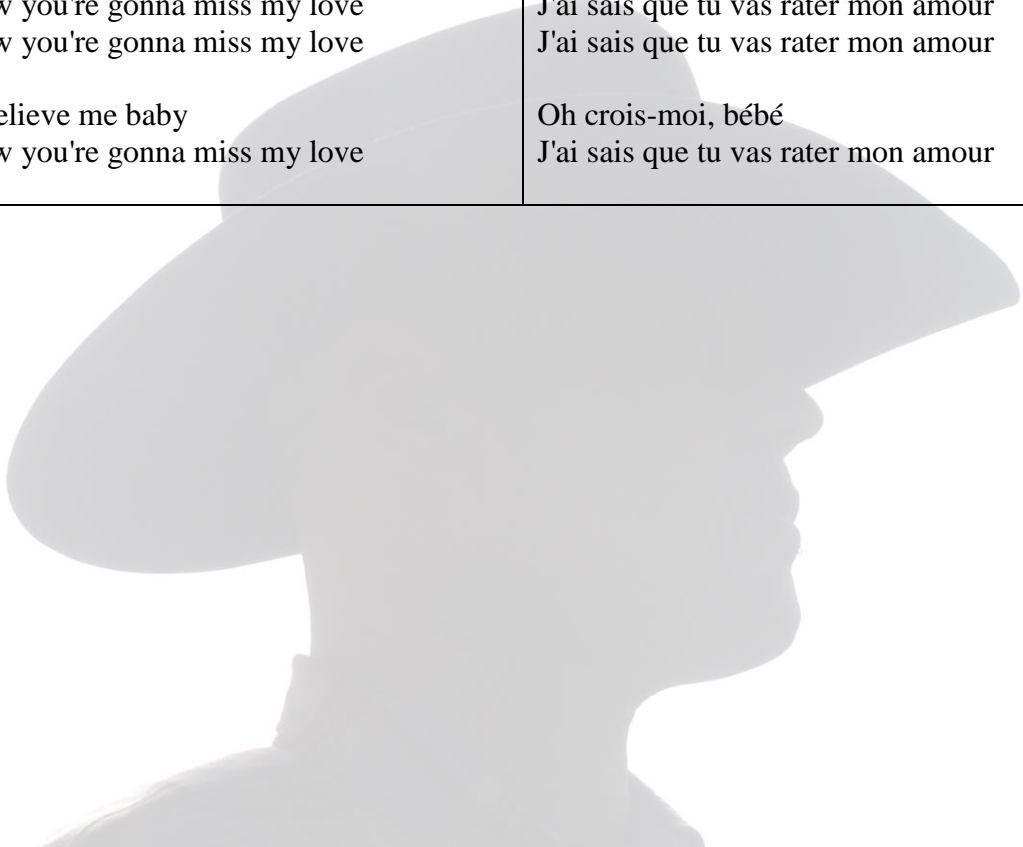 you're gonna miss my love
you're gonna miss my love
me baby
you're gonna miss my love
J'ai sais que tu vas rater mon amour
J'ai sais que tu vas rater mon amour
Oh crois-moi, bébé
J'ai sais que tu vas rater mon amour